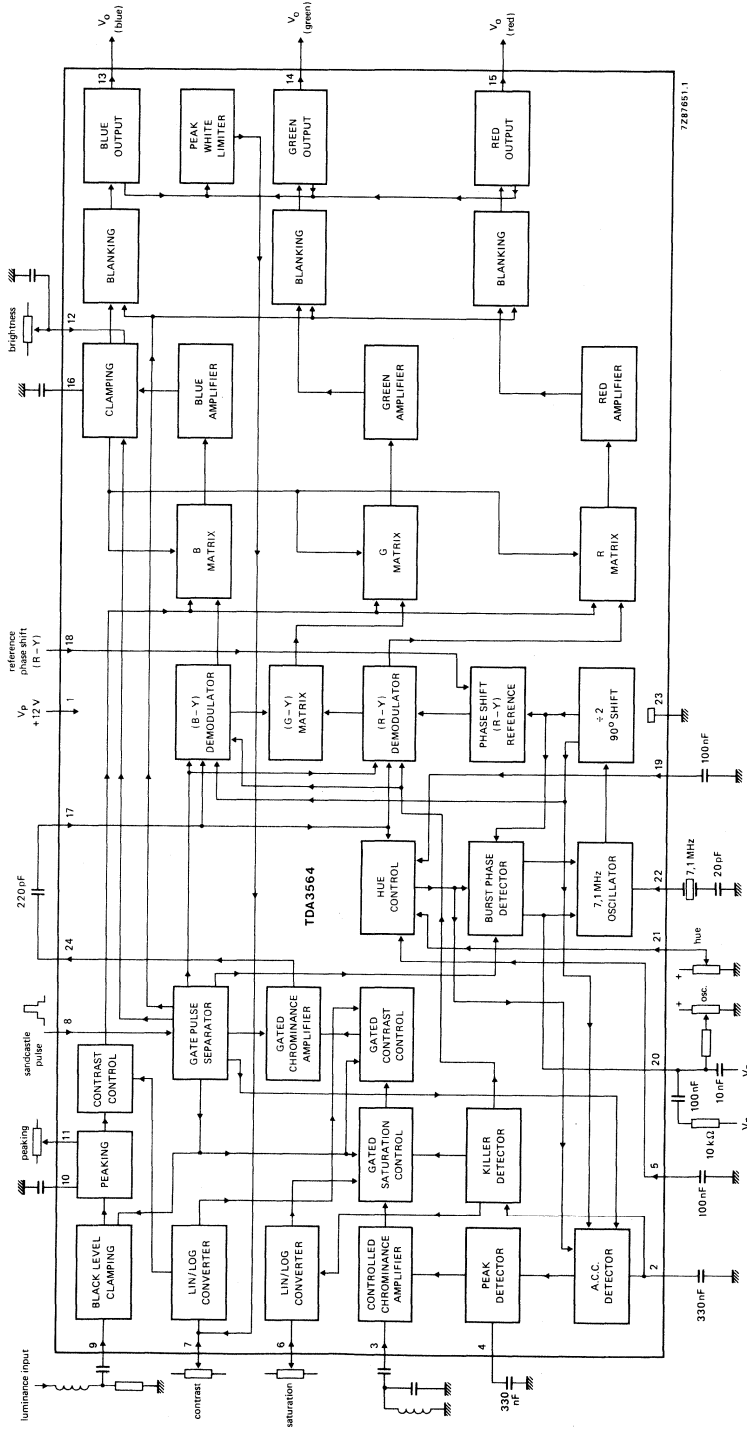 luminance input
9
BLACK LEVEL
CLAMPING
10
PEAKING
peaking
11
CONTRAST
CONTROL
sandcastle
pulse
8
24
220 pF
17
VP
+12 V
1
reference
phase shift
(R – Y)
18
16
brightness
12
CLAMPING
BLANKING
BLUE
OUTPUT
13
Vo
(blue)
contrast
7
LIN/LOG
CONVERTER
GATE PULSE
SEPARATOR
(B–Y)
DEMODULATOR
B
MATRIX
BLUE
AMPLIFIER
PEAK
WHITE
LIMITER
saturation
6
LIN/LOG
CONVERTER
GATED
CHROMINANCE
AMPLIFIER
(G–Y)
MATRIX
GREEN
OUTPUT
14
Vo
(green)
3
CONTROLLED
CHROMINANCE
AMPLIFIER
GATED
SATURATION
CONTROL
GATED
CONTRAST
CONTROL
TDA3564
HUE
CONTROL
(R–Y)
DEMODULATOR
G
MATRIX
GREEN
AMPLIFIER
BLANKING
4
330
nF
PEAK
DETECTOR
KILLER
DETECTOR
BURST PHASE
DETECTOR
PHASE SHIFT
(R–Y)
REFERENCE
R
MATRIX
RED
AMPLIFIER
BLANKING
RED
OUTPUT
15
Vo
(red)
A.C.C.
DETECTOR
7,1 MHz
OSCILLATOR
÷2
90° SHIFT
2
330 nF
5
100 nF
20
10 kΩ
100 nF
10 nF
osc.
+
21
hue
+
22
7,1 MHz
20 pF
19
100 nF
23
7Z87651.1